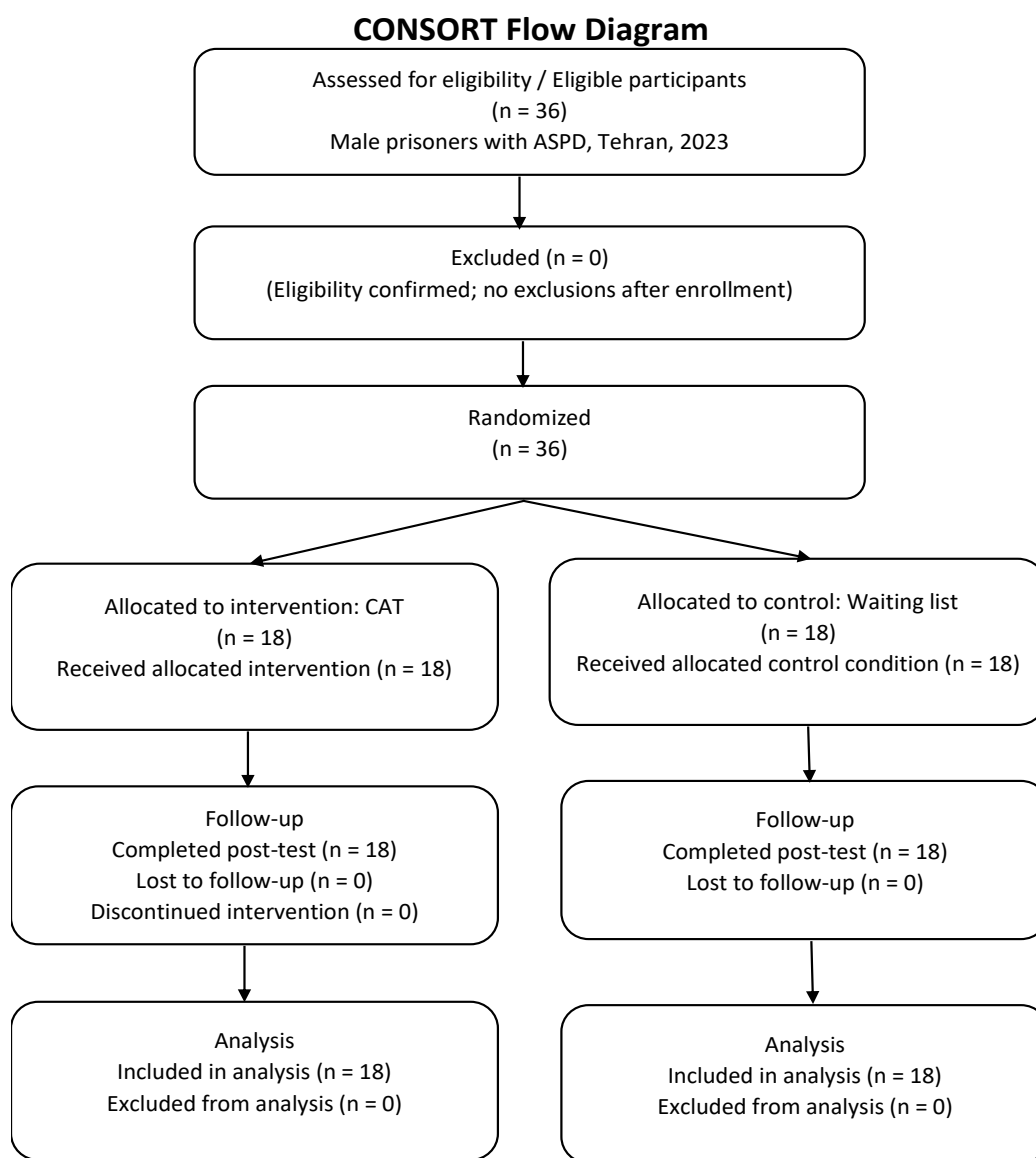 CONSORT Flow Diagram
Assessed for eligibility / Eligible participants
(n = 36)
Male prisoners with ASPD, Tehran, 2023
Excluded (n = 0)
(Eligibility confirmed; no exclusions after enrollment)
Randomized
(n = 36)
Allocated to intervention: CAT
(n = 18)
Received allocated intervention (n = 18)
Allocated to control: Waiting list
(n = 18)
Received allocated control condition (n = 18)
Follow-up
Completed post-test (n = 18)
Lost to follow-up (n = 0)
Discontinued intervention (n = 0)
Follow-up
Completed post-test (n = 18)
Lost to follow-up (n = 0)
Analysis
Included in analysis (n = 18)
Excluded from analysis (n = 0)
Analysis
Included in analysis (n = 18)
Excluded from analysis (n = 0)